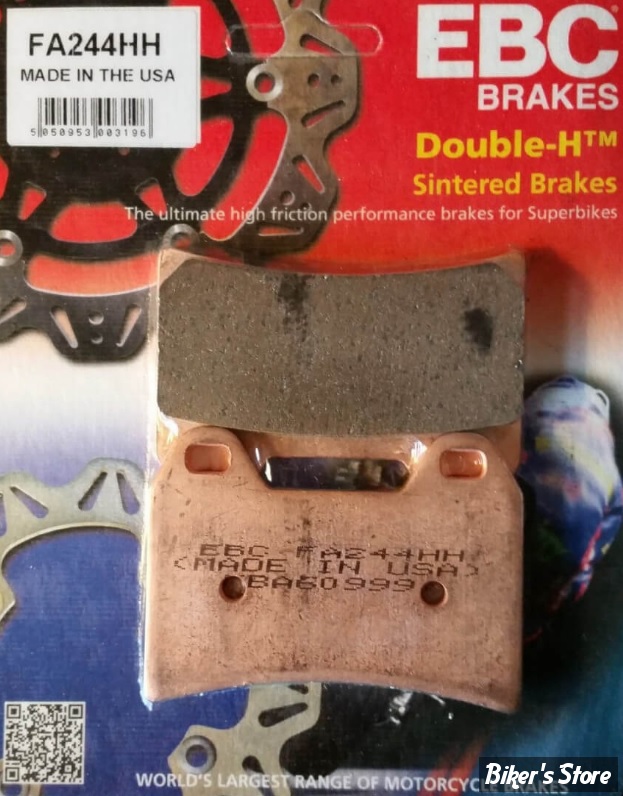 FA244HH
MADE IN THE USA
5 050953 003196
EBC
BRAKES
Double-H™
Sintered Brakes
The ultimate high friction performance brakes for Superbikes
EBC FA244HH
<MADE IN USA>
BA60999
WORLD'S LARGEST RANGE OF MOTORCYCLE BRAKES
Biker's Store